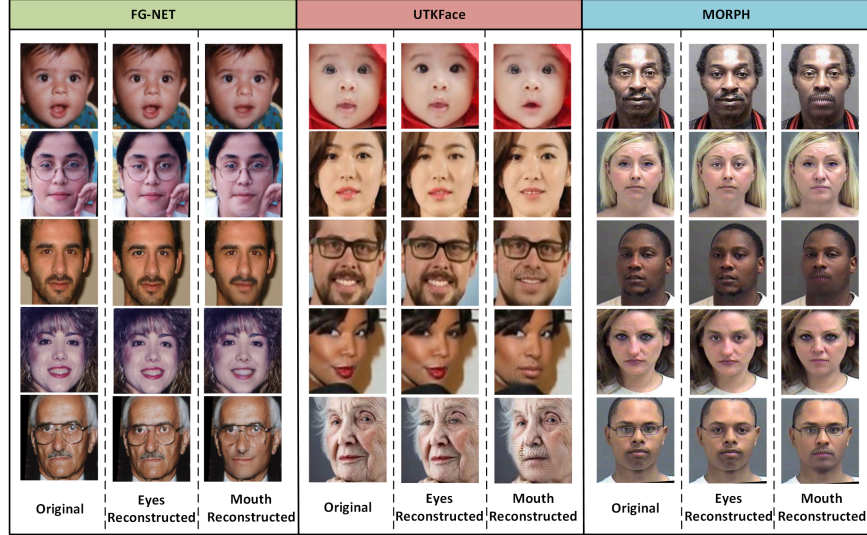 FG-NET
UTKFace
MORPH
Original
Eyes
Reconstructed
Mouth
Reconstructed
Original
Eyes
Reconstructed
Mouth
Reconstructed
Original
Eyes
Reconstructed
Mouth
Reconstructed